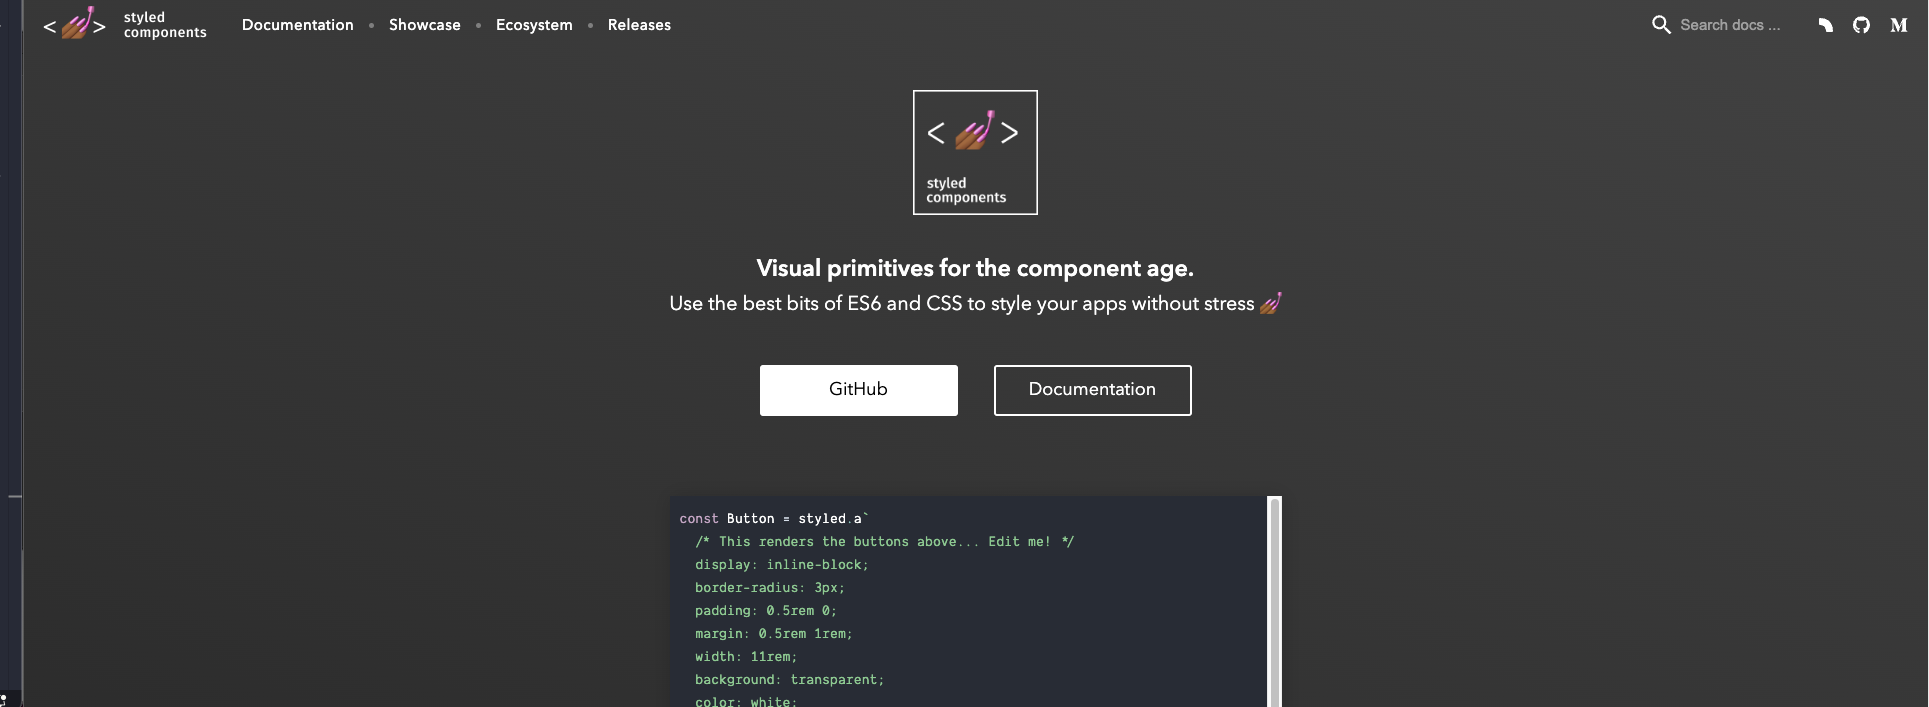 styled
components
Documentation • Showcase • Ecosystem • Releases
Search docs ...
M
< >
styled
components
Visual primitives for the component age.
Use the best bits of ES6 and CSS to style your apps without stress 💅🏾
GitHub
Documentation
const Button = styled.a`
/* This renders the buttons above... Edit me! */
display: inline-block;
border-radius: 3px;
padding: 0.5rem 0;
margin: 0.5rem 1rem;
width: 11rem;
background: transparent;
color: white;